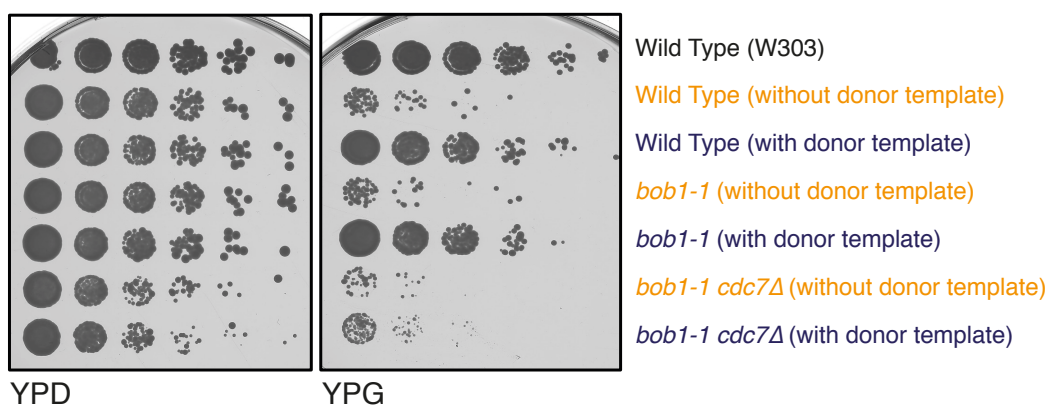 Wild Type (W303)
Wild Type (without donor template)
Wild Type (with donor template)
bob1-1 (without donor template)
bob1-1 (with donor template)
bob1-1 cdc7Δ (without donor template)
bob1-1 cdc7Δ (with donor template)
YPD YPG